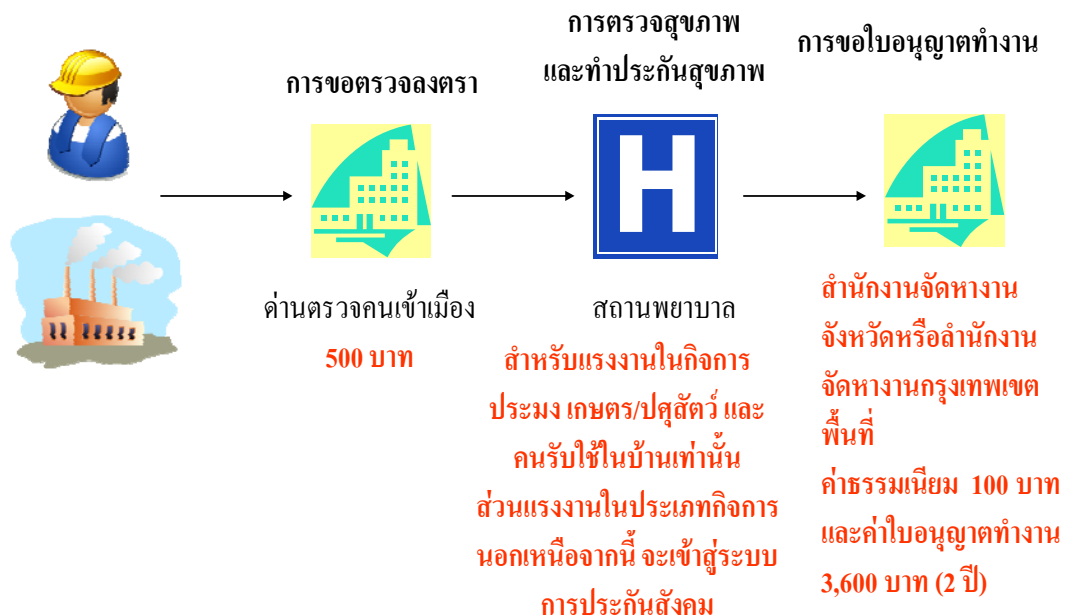 การขอตรวจลงตรา
ด่านตรวจคนเข้าเมือง
500 บาท
การตรวจสุขภาพ
และทำประกันสุขภาพ
H
สถานพยาบาล
สำหรับแรงงานในกิจการ
ประมง เกษตร/ปศุสัตว์ และ
คนรับใช้ในบ้านเท่านั้น
ส่วนแรงงานในประเภทกิจการ
นอกเหนือจากนี้ จะเข้าสู่ระบบ
การประกันสังคม
การขอใบอนุญาตทำงาน
สำนักงานจัดหางาน
จังหวัดหรือลำนักงาน
จัดหางานกรุงเทพเขต
พื้นที่
ค่าธรรมเนียม 100 บาท
และค่าใบอนุญาตทำงาน
3,600 บาท (2 ปี)